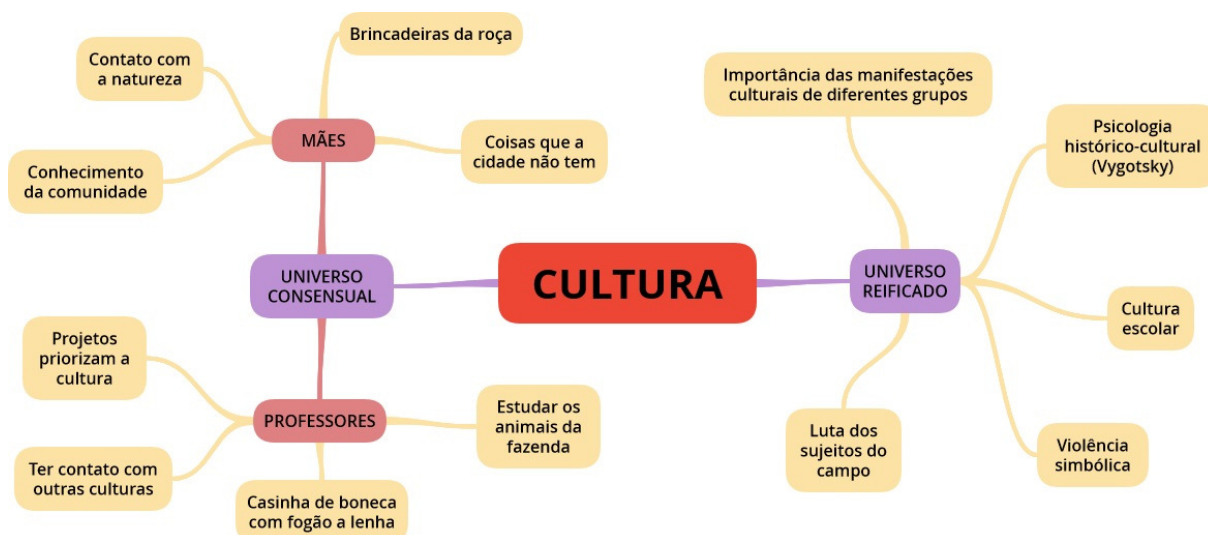 Brincadeiras da roça
Contato com
a natureza
MÃES
Coisas que a
cidade não tem
Conhecimento
da comunidade
UNIVERSO
CONSENSUAL
Projetos
priorizam a
cultura
PROFESSORES
Estudar os
animais da
fazenda
Ter contato com
outras culturas
Casinha de boneca
com fogão a lenha
CULTURA
Importância das manifestações
culturais de diferentes grupos
Psicologia
histórico-cultural
(Vygotsky)
UNIVERSO
REIFICADO
Cultura
escolar
Luta dos
sujeitos do
campo
Violência
simbólica